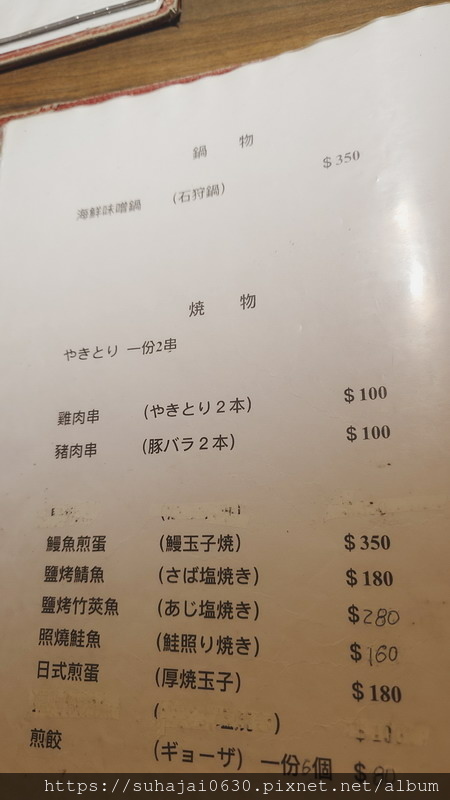 鍋 物
海鮮味噌鍋 (石狩鍋) $350
焼 物
やきとり 一份2串
雞肉串 (やきとり2本) $100
豬肉串 (豚バラ2本) $100
鰻魚煎蛋 (鰻玉子焼) $350
鹽烤鯖魚 (さば塩焼き) $180
鹽烤竹莢魚 (あじ塩焼き) $280
照燒鮭魚 (鮭照り焼き) $160
日式煎蛋 (厚焼玉子) $180
煎餃 (ギョーザ) 一份6個 $80
https://suhajai0630.pixnet.net/album